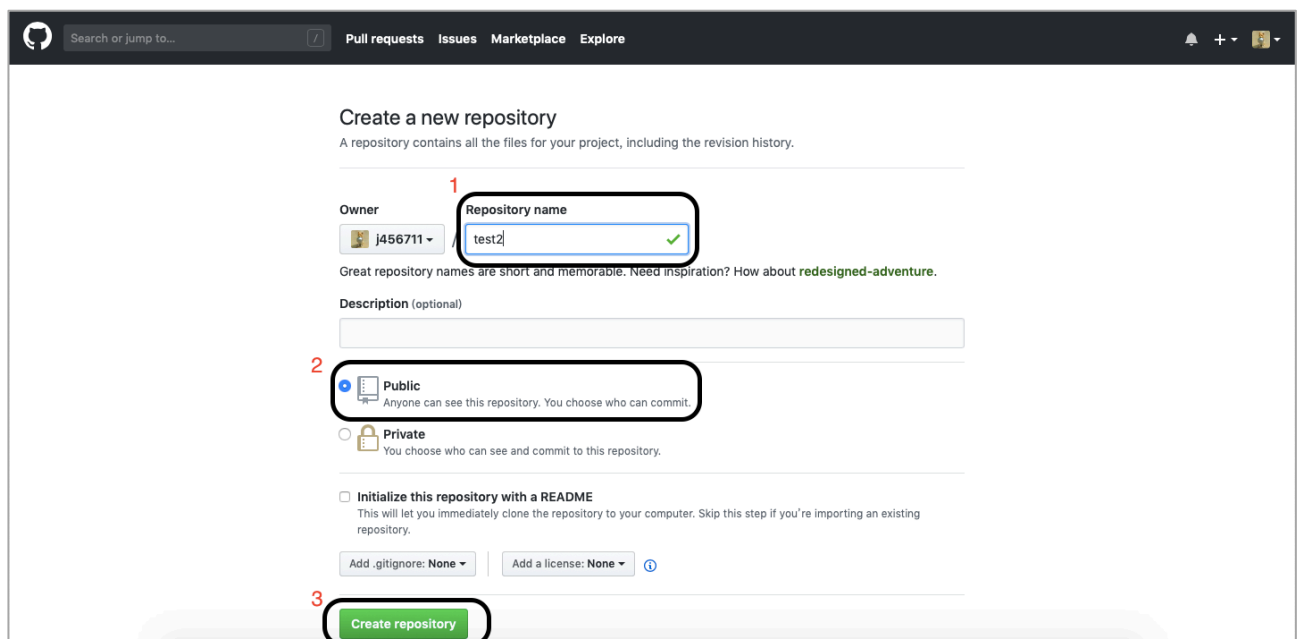 Search or jump to... /
Pull requests Issues Marketplace Explore
Create a new repository
A repository contains all the files for your project, including the revision history.
1
Owner Repository name
j456711 / test2
Great repository names are short and memorable. Need inspiration? How about redesigned-adventure.
Description (optional)
2
Public
Anyone can see this repository. You choose who can commit.
Private
You choose who can see and commit to this repository.
Initialize this repository with a README
This will let you immediately clone the repository to your computer. Skip this step if you're importing an existing
repository.
Add .gitignore: None Add a license: None
3
Create repository